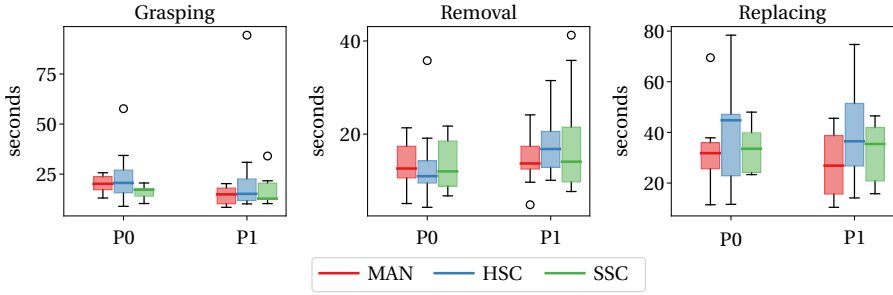 Grasping
seconds
75
50
25
P0
P1
Removal
seconds
40
20
P0
P1
Replacing
seconds
80
60
40
20
P0
P1
MAN HSC SSC